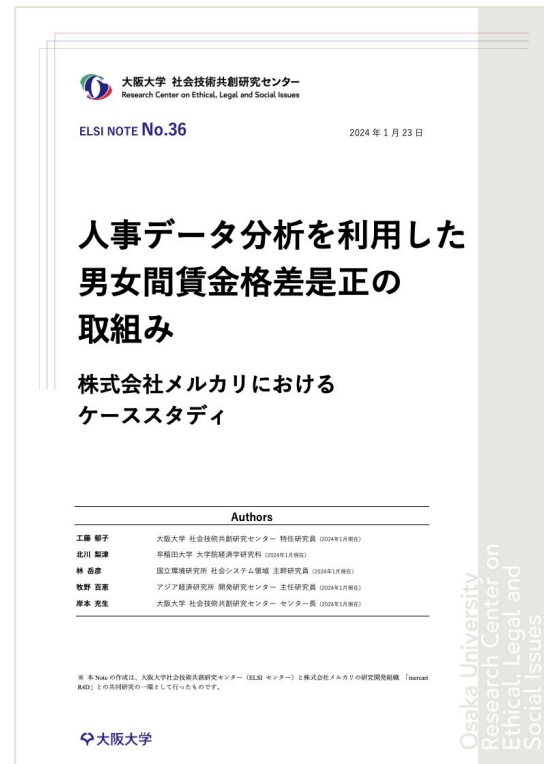 大阪大学 社会技術共創研究センター
Research Center on Ethical, Legal and Social Issues
ELSI NOTE No.36
2024 年 1 月 23 日
人事データ分析を利用した
男女間賃金格差是正の
取組み
株式会社メルカリにおける
ケーススタディ
Authors
工藤 郁子 大阪大学 社会技術共創研究センター 特任研究員 (2024年1月現在)
北川 梨津 早稲田大学 大学院経済学研究科 (2024年1月現在)
林 岳彦 国立環境研究所 社会システム領域 主幹研究員 (2024年1月現在)
牧野 百恵 アジア経済研究所 開発研究センター 主任研究員 (2024年1月現在)
岸本 充生 大阪大学 社会技術共創研究センター センター長 (2024年1月現在)
※ 本 Note の作成は、大阪大学社会技術共創研究センター（ELSI センター）と株式会社メルカリの研究開発組織 「mercari
R4D」との共同研究の一環として行ったものです。
大阪大学
Osaka University
Research Center on
Ethical, Legal and
Social Issues